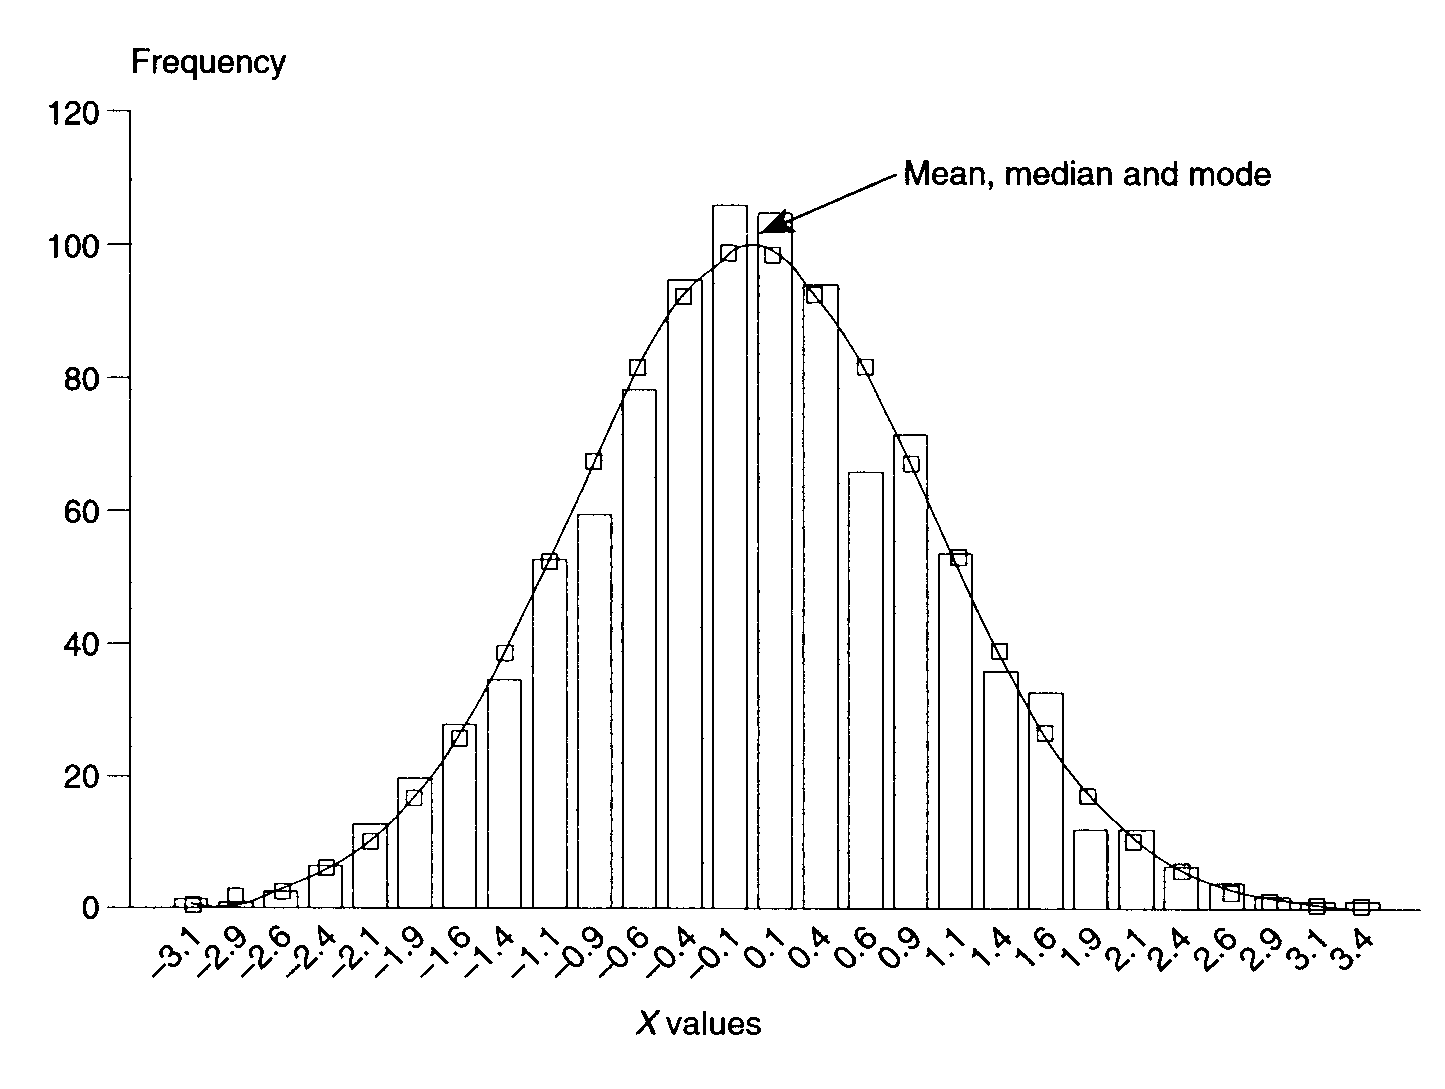 Frequency
120
Mean, median and mode
100
80
60
40
20
0
–3.1 –2.9 –2.6 –2.4 –2.1 –1.9 –1.6 –1.4 –1.1 –0.9 –0.6 –0.4 –0.1 0.1 0.4 0.6 0.9 1.1 1.4 1.6 1.9 2.1 2.4 2.6 2.9 3.1 3.4
X values